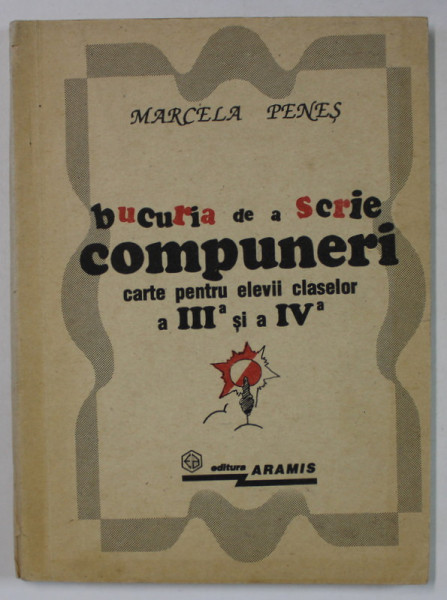 MARCELA PENEȘ
bucuria de a scrie
compuneri
carte pentru elevii claselor
a IIIª și a IVª
editura ARAMIS